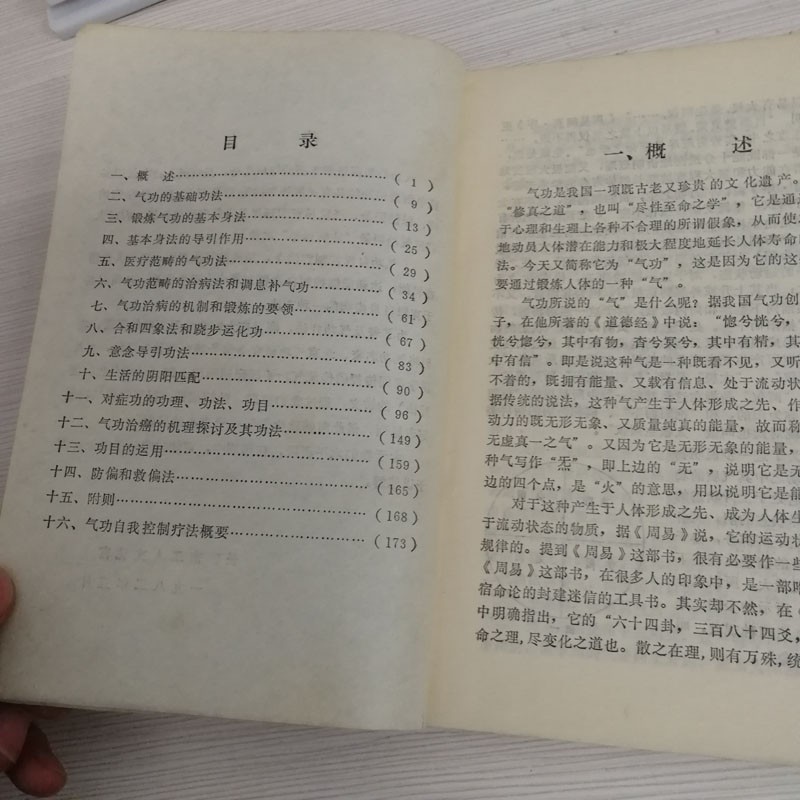 目 录
一、概 述……………………………………( 1 )
二、气功的基础功法…………………………( 9 )
三、锻炼气功的基本身法……………………( 13 )
四、基本身法的导引作用……………………( 25 )
五、医疗范畴的气功法………………………( 29 )
六、气功范畴的治病法和调息补气功………( 34 )
七、气功治病的机制和锻炼的要领…………( 61 )
八、合和四象法和跷步运化功………………( 67 )
九、意念导引功法……………………………( 83 )
十、生活的阴阳匹配…………………………( 90 )
十一、对症功的功理、功法、功目…………( 96 )
十二、气功治癌的机理探讨及其功法………(149)
十三、功目的运用……………………………(159)
十四、防偏和救偏法…………………………(165)
十五、附则……………………………………(168)
十六、气功自我控制疗法概要………………(173)
一、概 述
气功是我国一项既古老又珍贵的文化遗产。
“修真之道”，也叫“尽性至命之学”，它是通过
于心理和生理上各种不合理的所谓假象，从而使
地动员人体潜在能力和极大程度地延长人体寿命
法。今天又简称它为“气功”，这是因为它的这
要通过锻炼人体的一种“气”。
气功所说的“气”是什么呢？据我国气功创
子，在他所著的《道德经》中说：“惚兮恍兮，
恍兮惚兮，其中有物，杳兮冥兮，其中有精，其
中有信”。即是说这种气是一种既看不见，又听
不着的，既拥有能量、又载有信息、处于流动状
据传统的说法，这种气产生于人体形成之先、作
动力的既无形无象、又质量纯真的能量，故而称
无虚真一之气”。又因为它是无形无象的能量，
种气写作“炁”，即上边的“无”，说明它是无
边的四个点，是“火”的意思，用以说明它是能
对于这种产生于人体形成之先、成为人体生
于流动状态的物质，据《周易》说，它的运动状
规律的。提到《周易》这部书，很有必要作一些
《周易》这部书，在很多人的印象中，是一部
宿命论的封建迷信的工具书。其实却不然，在《
中明确指出，它的“六十四卦，三百八十四爻，
命之理，尽变化之道也。散之在理，则有万殊，统